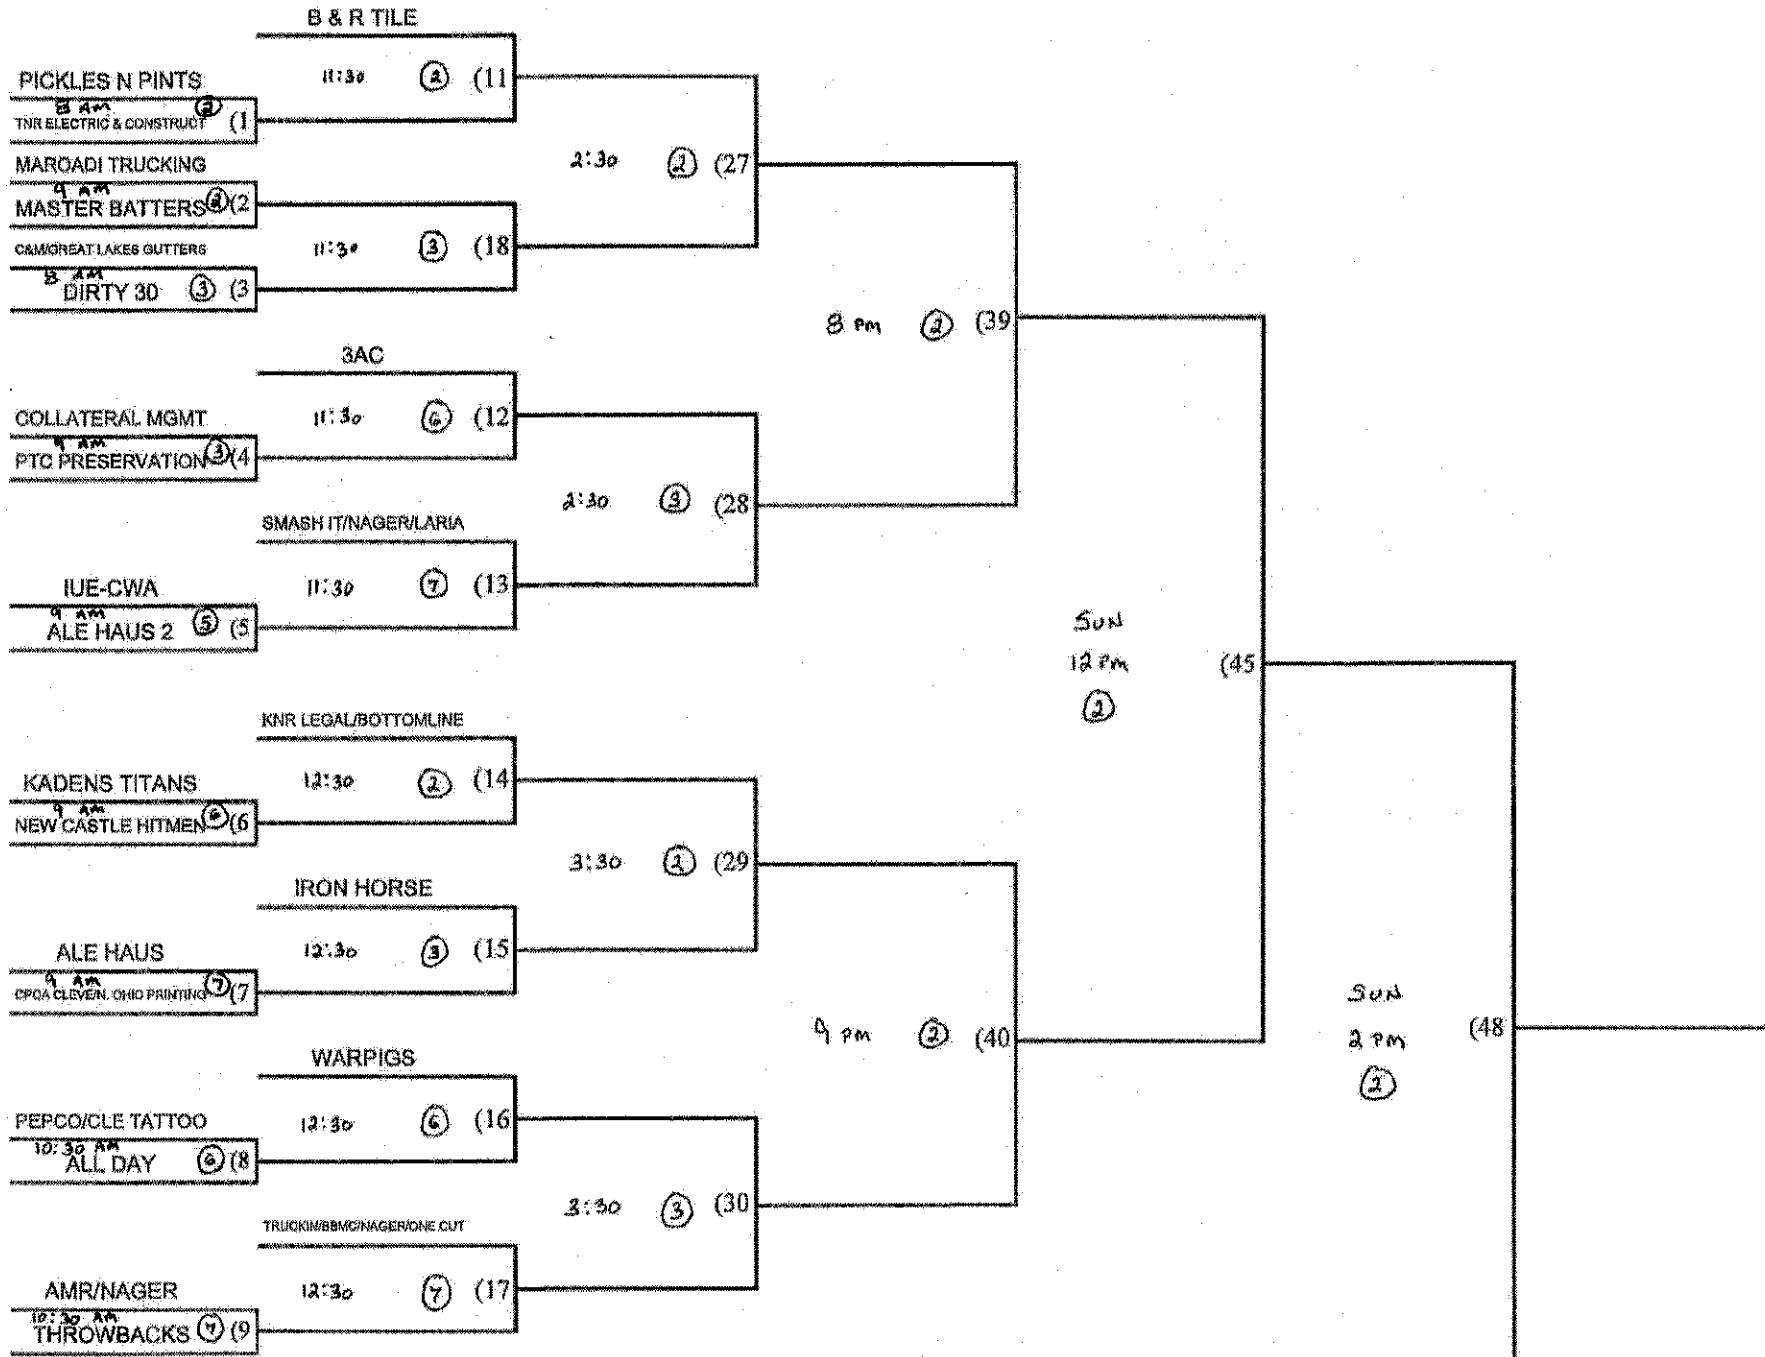 B & R TILE
PICKLES N PINTS
11:30 2 (11
8 AM 2
TNR ELECTRIC & CONSTRUCT (1
MAROADI TRUCKING
2:30 2 (27
9 AM
MASTER BATTERS 2 (2
C&M/GREAT LAKES GUTTERS
11:30 3 (18
8 AM
DIRTY 30 3 (3
8 PM 2 (39
3AC
COLLATERAL MGMT
11:30 6 (12
9 AM
PTC PRESERVATION 3 (4
2:30 3 (28
SMASH IT/NAGER/LARIA
IUE-CWA
11:30 7 (13
9 AM
ALE HAUS 2 5 (5
SUN
12 PM (45
2
KNR LEGAL/BOTTOMLINE
KADENS TITANS
12:30 2 (14
9 AM
NEW CASTLE HITMEN 6 (6
3:30 2 (29
IRON HORSE
ALE HAUS
12:30 3 (15
9 AM
CPOA CLEVE/N. OHIO PRINTING 7 (7
SUN
2 PM (48
2
9 PM 2 (40
WARPIGS
PEPCO/CLE TATTOO
12:30 6 (16
10:30 AM
ALL DAY 6 (8
3:30 3 (30
TRUCKIN/BBMC/NAGER/ONE CUT
AMR/NAGER
12:30 7 (17
10:30 AM
THROWBACKS 7 (9